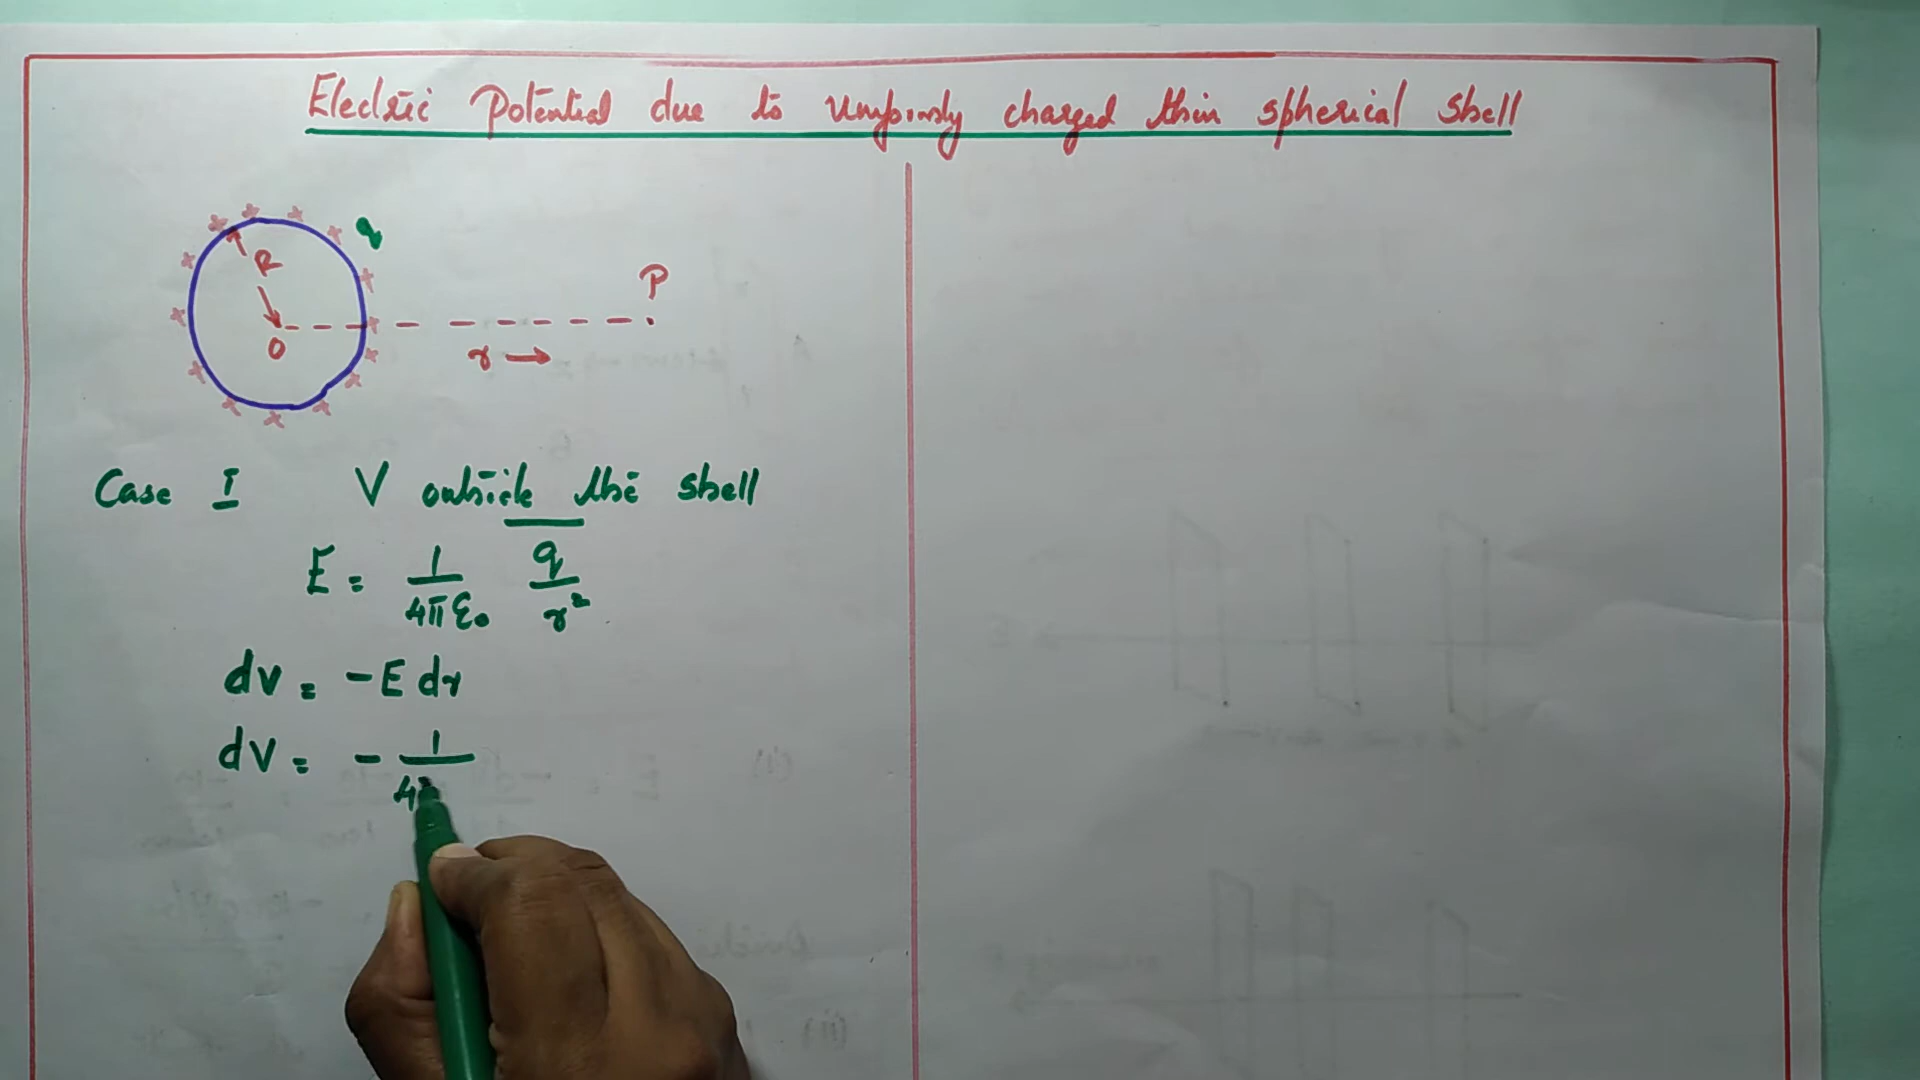 Electric Potential due to Uniformly charged thin spherical shell
q
R
P
O
r →
Case I V outside the shell
E = 1/4πε₀ q/r²
dv = -E dr
dV = - 1/4π